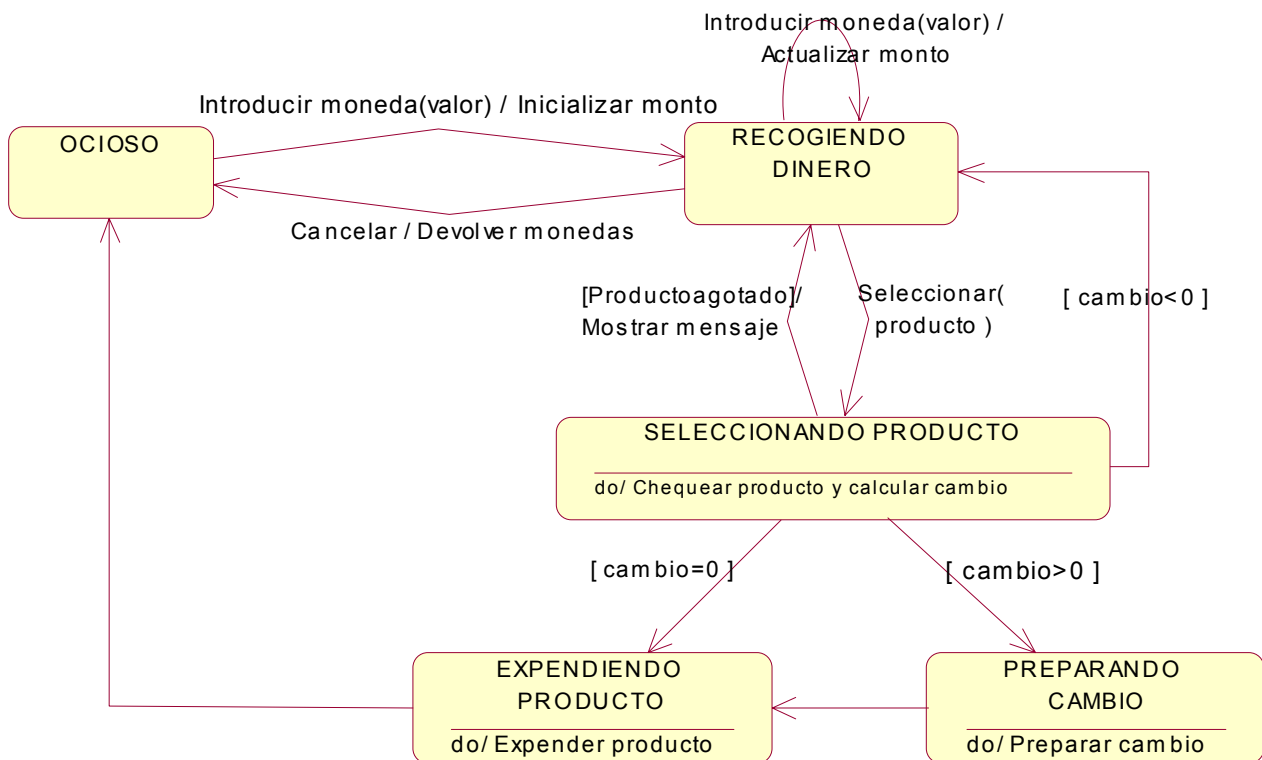 Introducir moneda(valor) /
Actualizar monto
Introducir moneda(valor) / Inicializar monto
OCIOSO
RECOGIENDO
DINERO
Cancelar / Devolver monedas
[Productoagotado]/
Mostrar mensaje
Seleccionar(
producto )
[ cambio<0 ]
SELECCIONANDO PRODUCTO
do/ Chequear producto y calcular cambio
[ cambio=0 ]
[ cambio>0 ]
EXPENDIENDO
PRODUCTO
do/ Expender producto
PREPARANDO
CAMBIO
do/ Preparar cambio